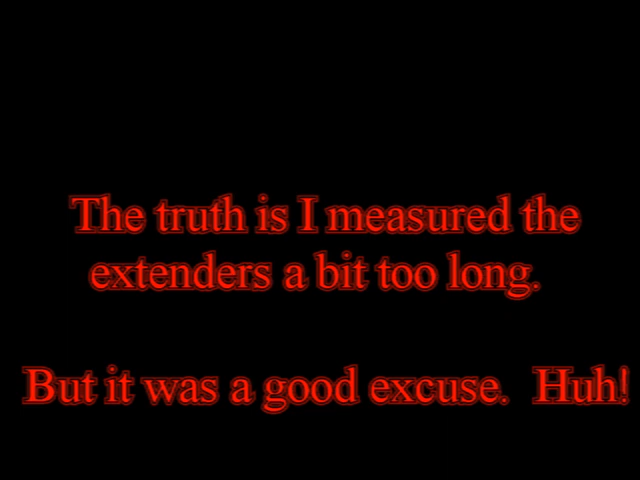 The truth is I measured the
extenders a bit too long.
But it was a good excuse.  Huh!